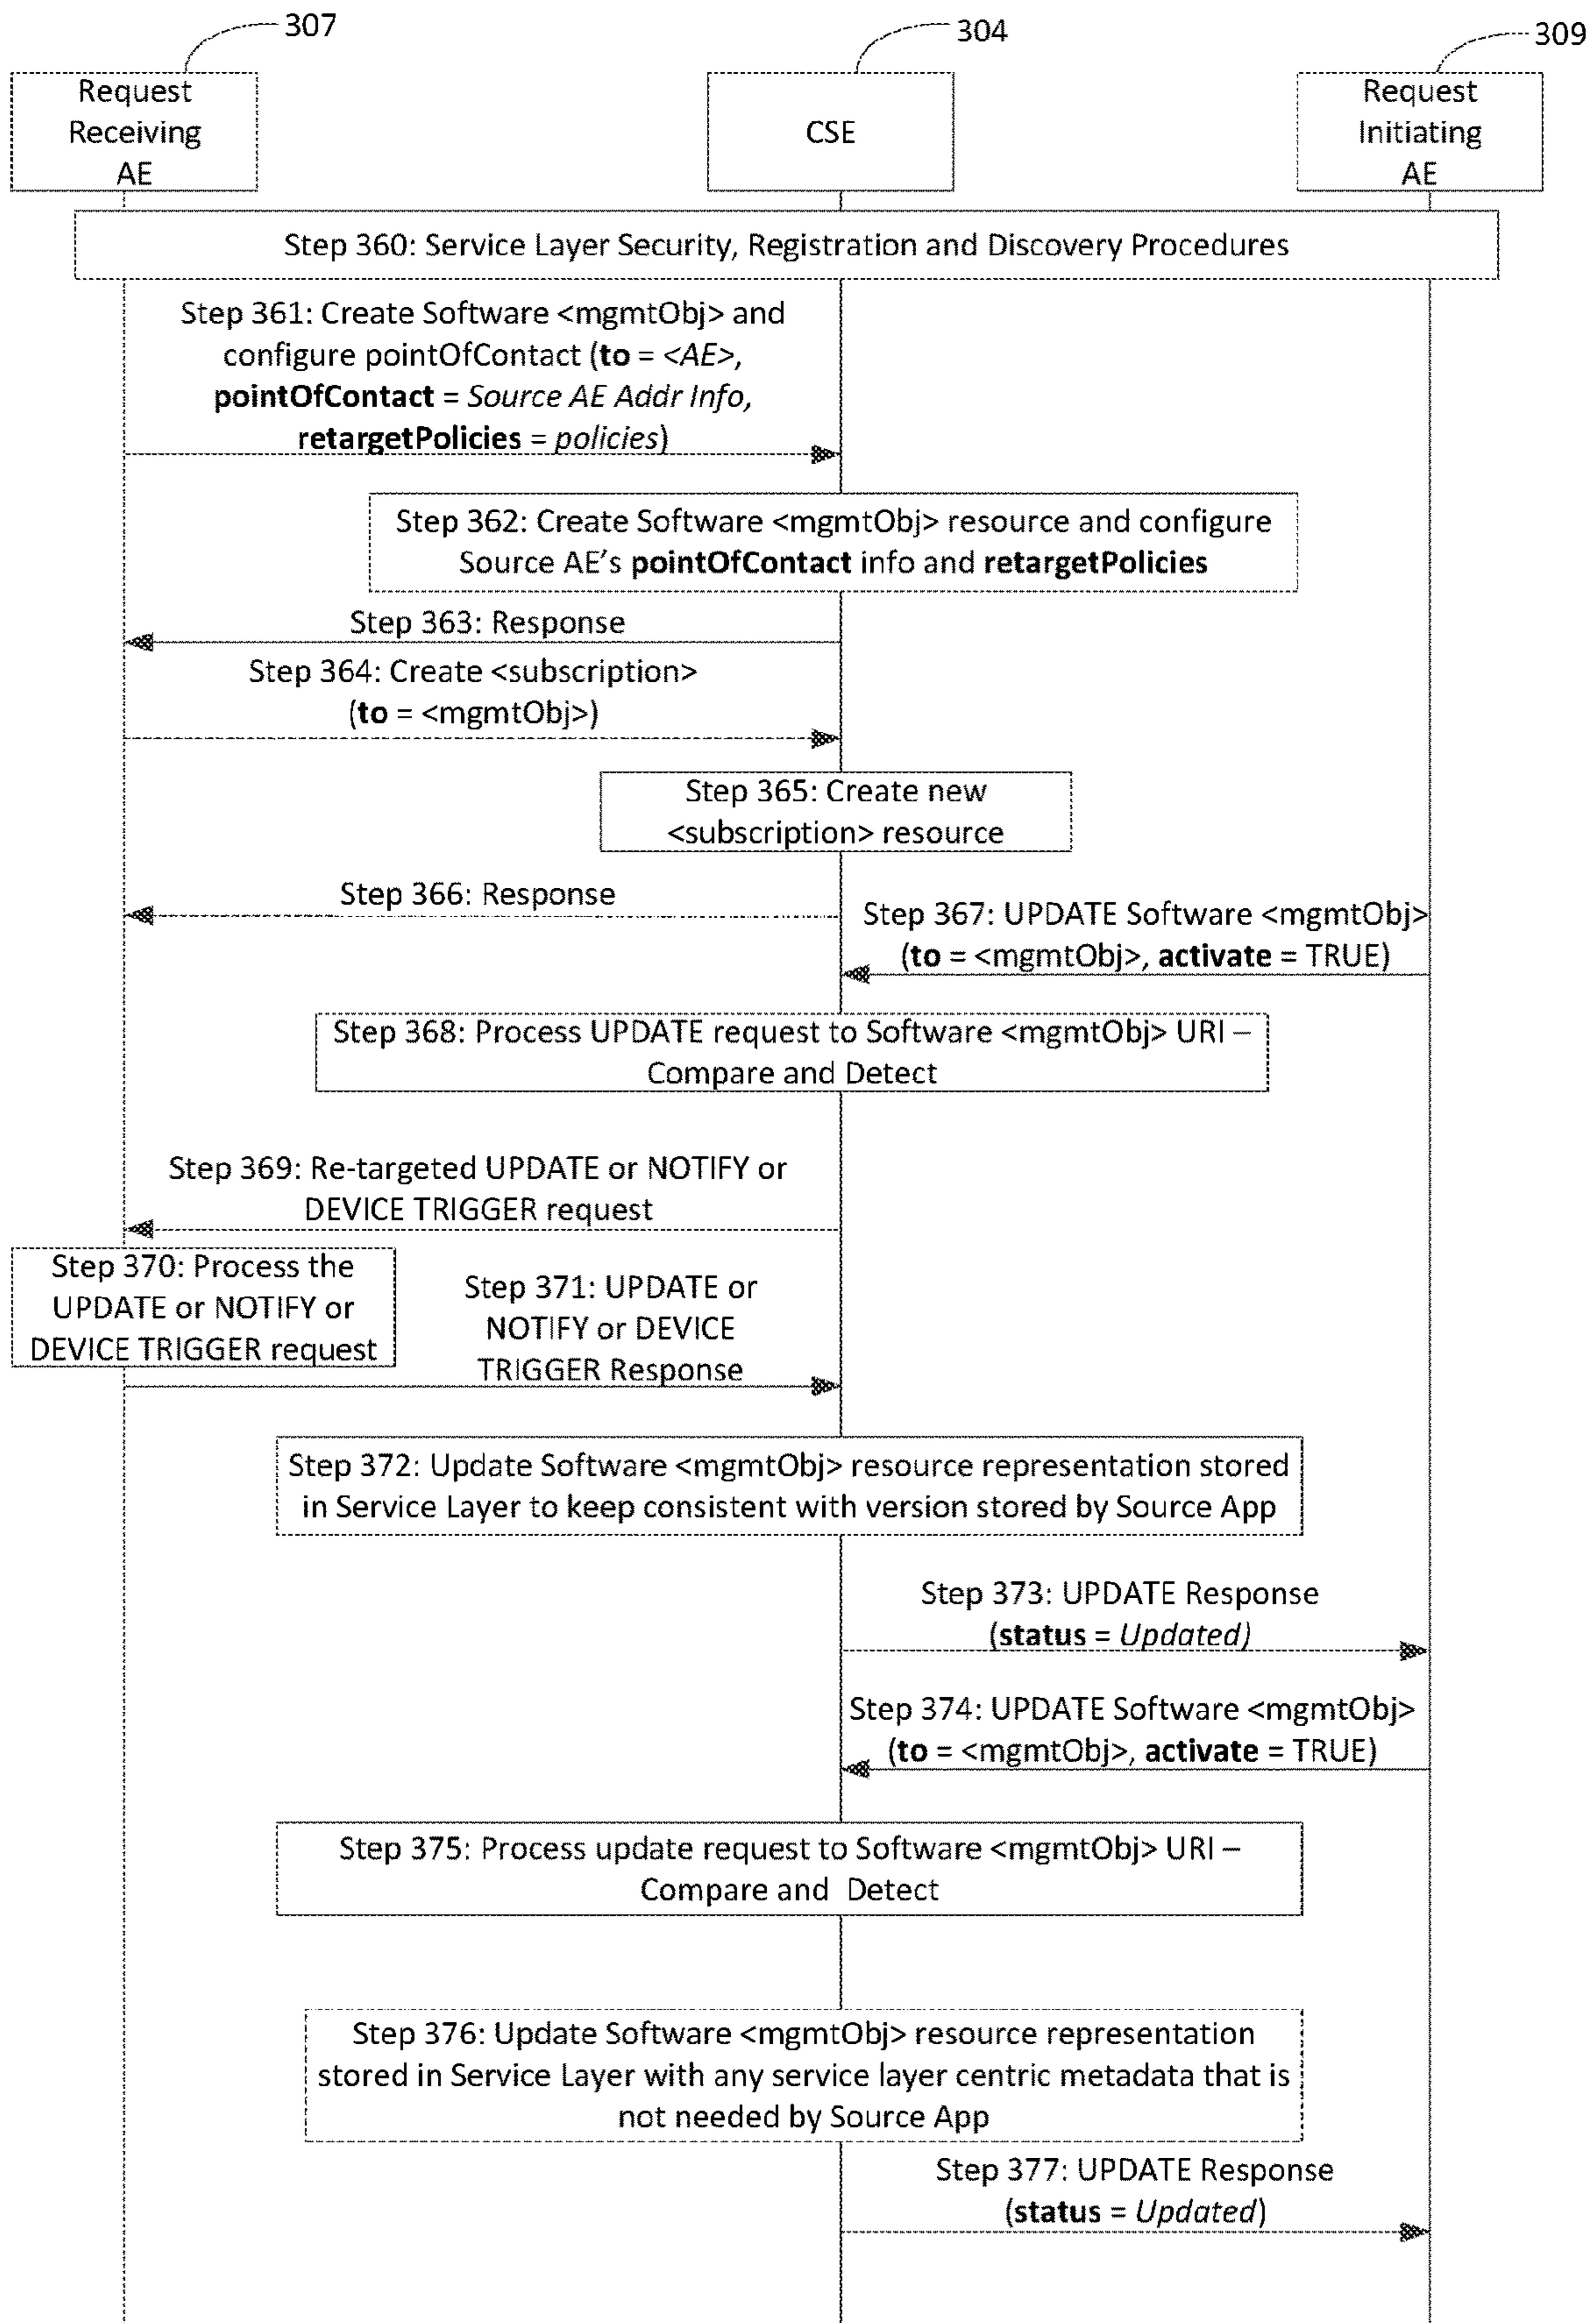 307
304
309
Request
Receiving
AE
CSE
Request
Initiating
AE
Step 360: Service Layer Security, Registration and Discovery Procedures
Step 361: Create Software <mgmtObj> and
configure pointOfContact (to = <AE>,
pointOfContact = Source AE Addr Info,
retargetPolicies = policies)
Step 362: Create Software <mgmtObj> resource and configure
Source AE’s pointOfContact info and retargetPolicies
Step 363: Response
Step 364: Create <subscription>
(to = <mgmtObj>)
Step 365: Create new
<subscription> resource
Step 366: Response
Step 367: UPDATE Software <mgmtObj>
(to = <mgmtObj>, activate = TRUE)
Step 368: Process UPDATE request to Software <mgmtObj> URI –
Compare and Detect
Step 369: Re-targeted UPDATE or NOTIFY or
DEVICE TRIGGER request
Step 370: Process the
UPDATE or NOTIFY or
DEVICE TRIGGER request
Step 371: UPDATE or
NOTIFY or DEVICE
TRIGGER Response
Step 372: Update Software <mgmtObj> resource representation stored
in Service Layer to keep consistent with version stored by Source App
Step 373: UPDATE Response
(status = Updated)
Step 374: UPDATE Software <mgmtObj>
(to = <mgmtObj>, activate = TRUE)
Step 375: Process update request to Software <mgmtObj> URI –
Compare and Detect
Step 376: Update Software <mgmtObj> resource representation
stored in Service Layer with any service layer centric metadata that is
not needed by Source App
Step 377: UPDATE Response
(status = Updated)